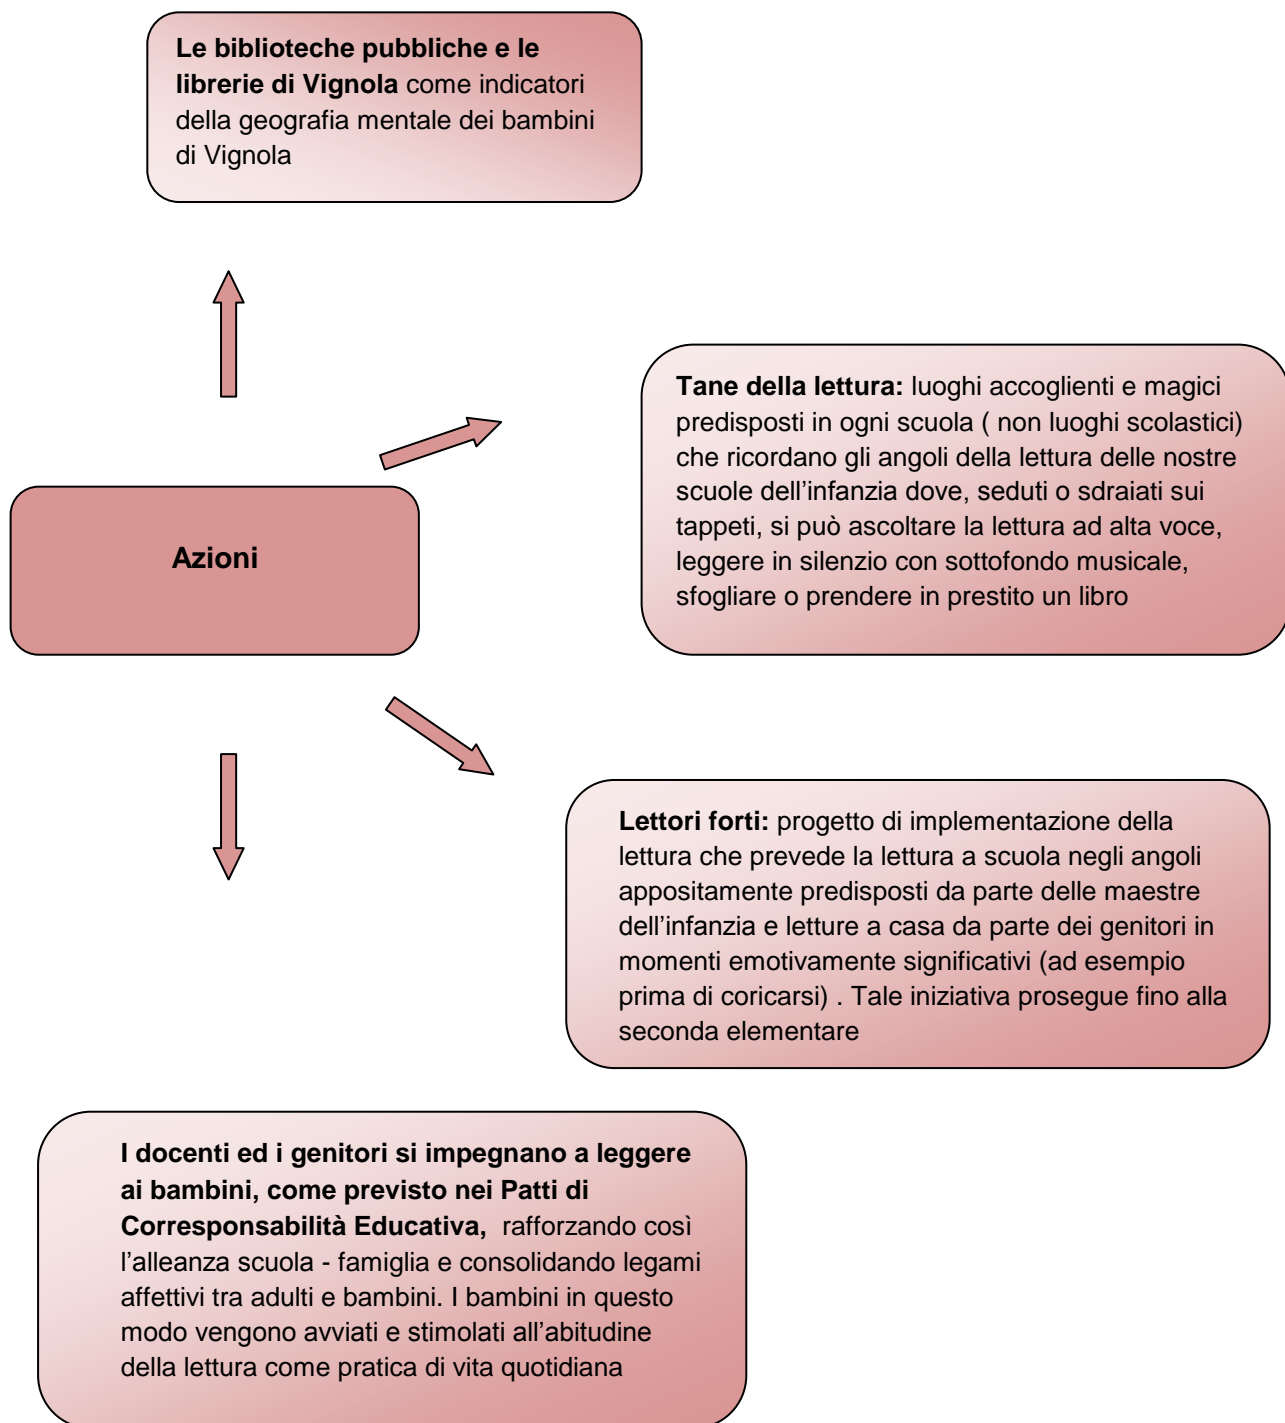 Le biblioteche pubbliche e le
librerie di Vignola come indicatori
della geografia mentale dei bambini
di Vignola
Tane della lettura: luoghi accoglienti e magici
predisposti in ogni scuola ( non luoghi scolastici)
che ricordano gli angoli della lettura delle nostre
scuole dell’infanzia dove, seduti o sdraiati sui
tappeti, si può ascoltare la lettura ad alta voce,
leggere in silenzio con sottofondo musicale,
sfogliare o prendere in prestito un libro
Azioni
Lettori forti: progetto di implementazione della
lettura che prevede la lettura a scuola negli angoli
appositamente predisposti da parte delle maestre
dell’infanzia e letture a casa da parte dei genitori in
momenti emotivamente significativi (ad esempio
prima di coricarsi) . Tale iniziativa prosegue fino alla
seconda elementare
I docenti ed i genitori si impegnano a leggere
ai bambini, come previsto nei Patti di
Corresponsabilità Educativa, rafforzando così
l’alleanza scuola - famiglia e consolidando legami
affettivi tra adulti e bambini. I bambini in questo
modo vengono avviati e stimolati all’abitudine
della lettura come pratica di vita quotidiana